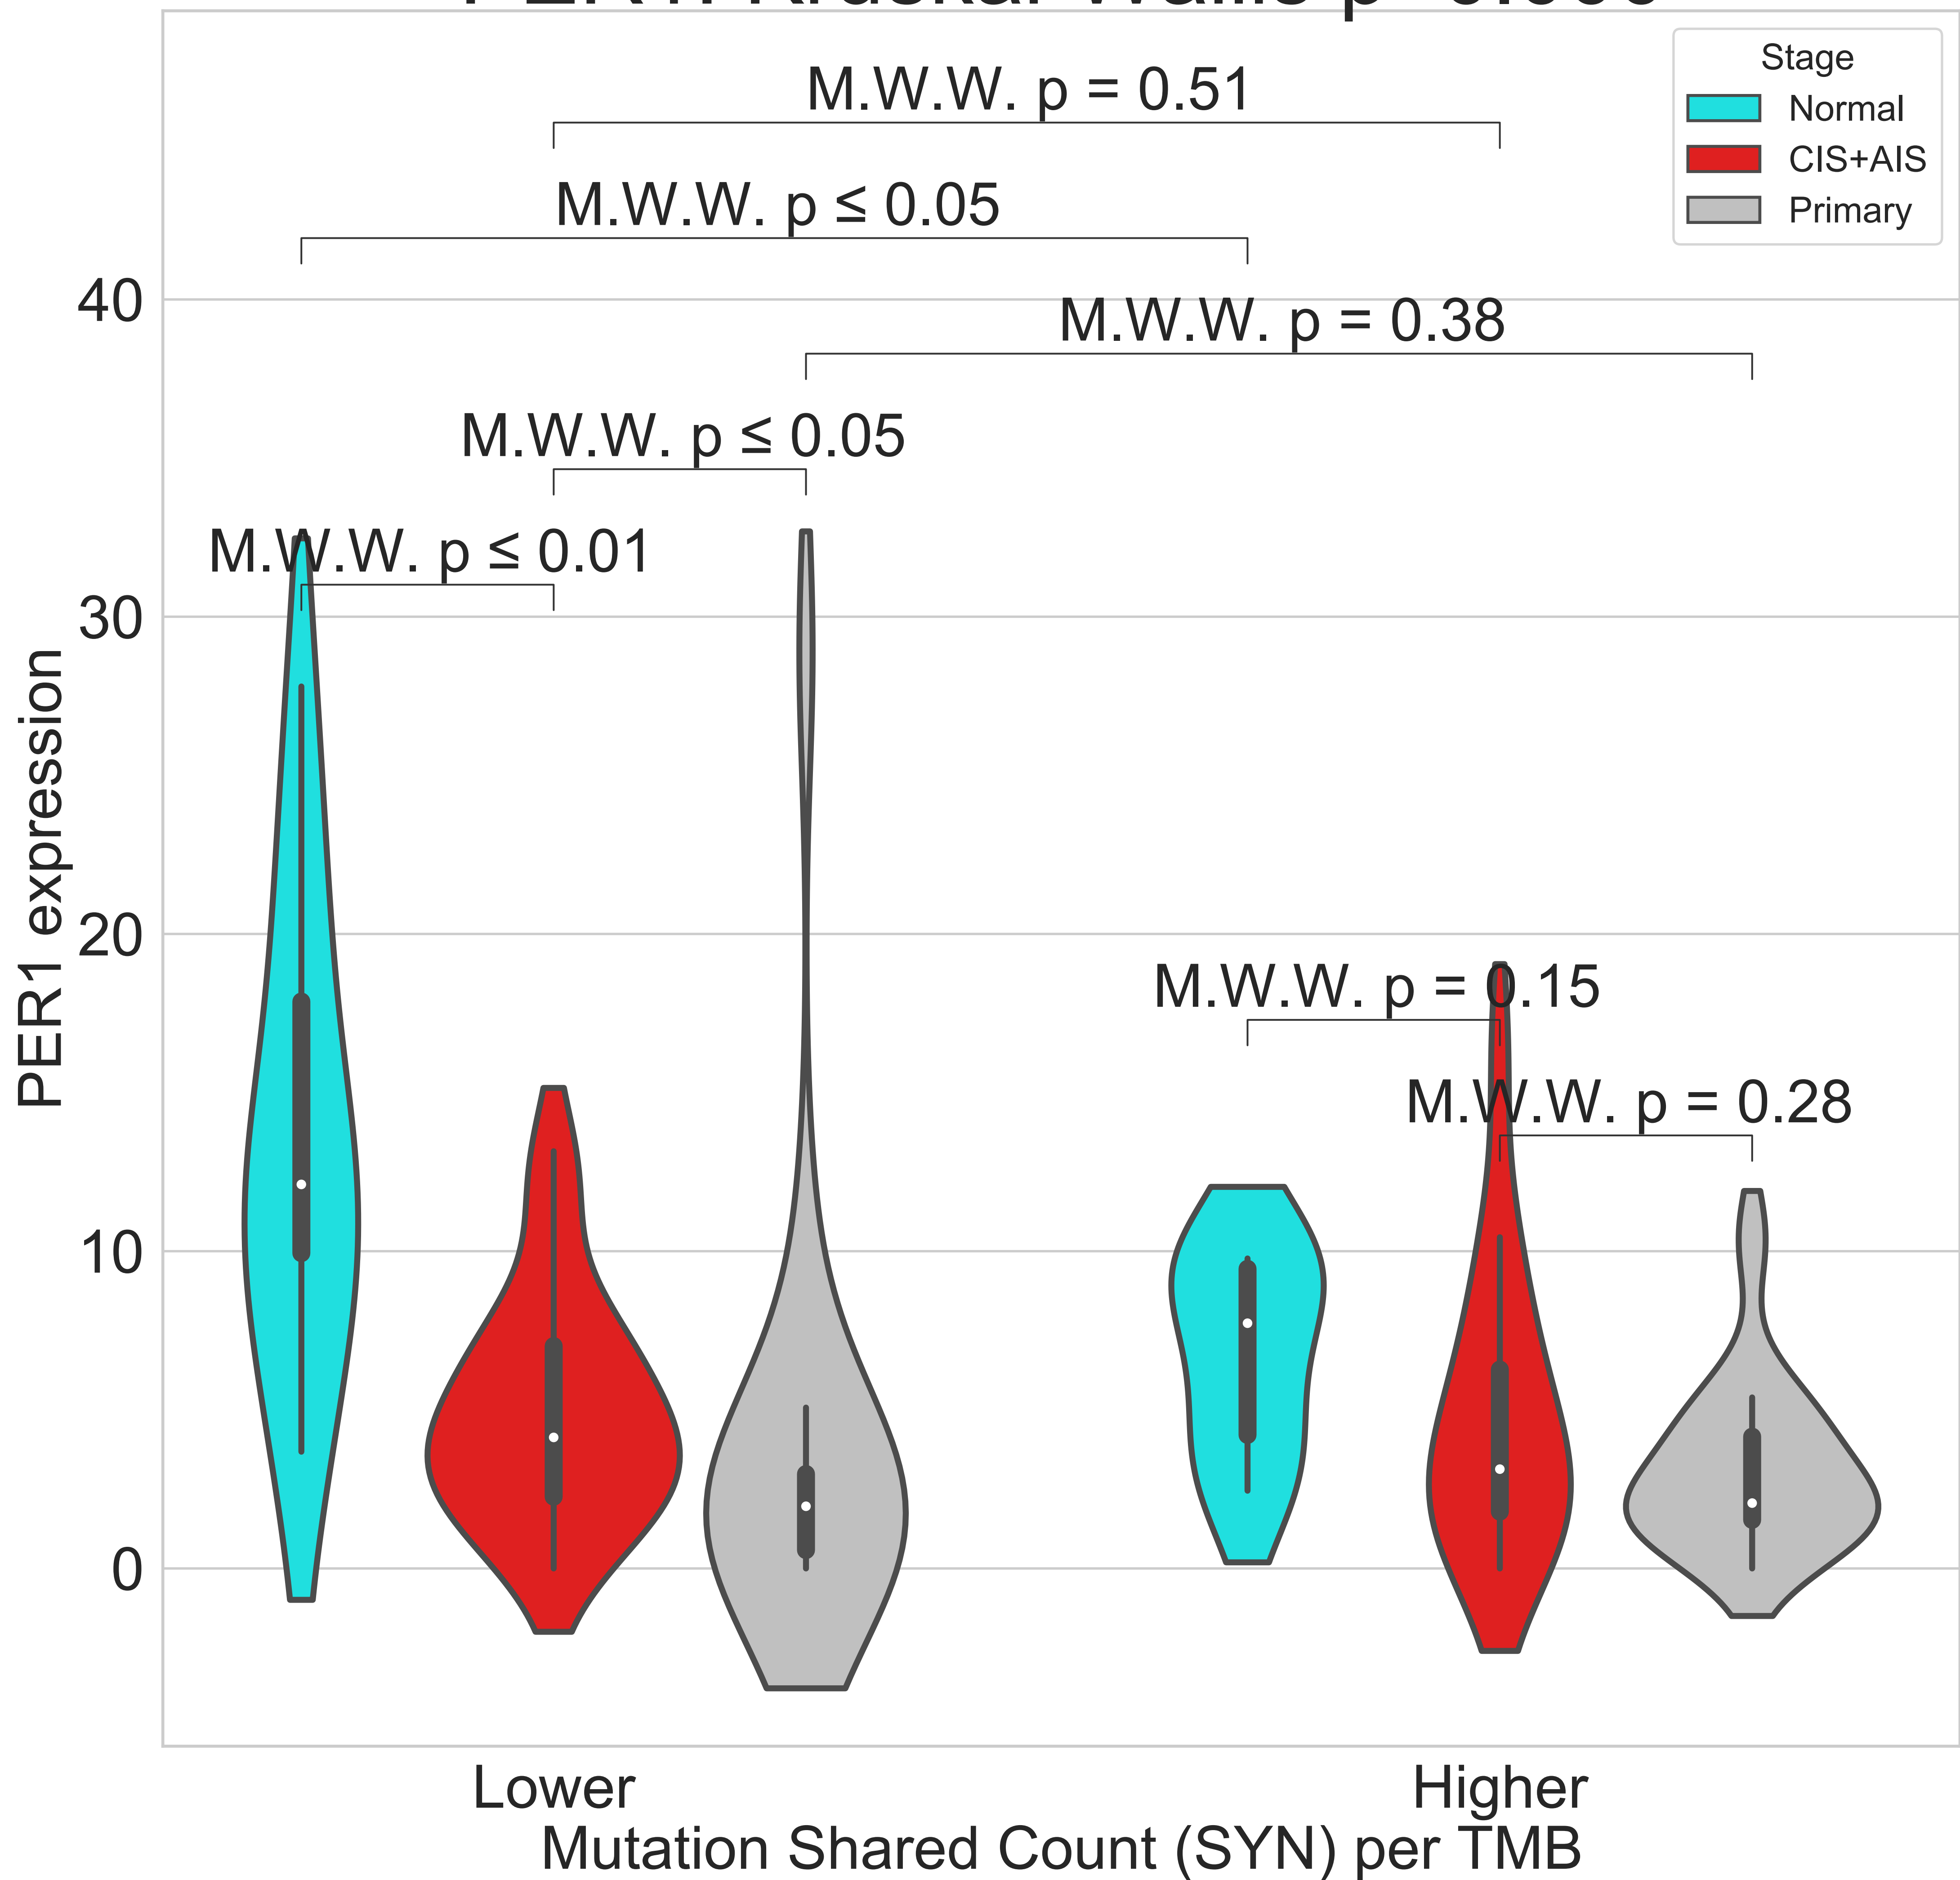 Stage
Normal
CIS+AIS
Primary
M.W.W. p = 0.51
M.W.W. p ≤ 0.05
M.W.W. p = 0.38
M.W.W. p ≤ 0.05
M.W.W. p ≤ 0.01
M.W.W. p = 0.15
M.W.W. p = 0.28
40
30
20
10
0
PER1 expression
Lower
Higher
Mutation Shared Count (SYN) per TMB